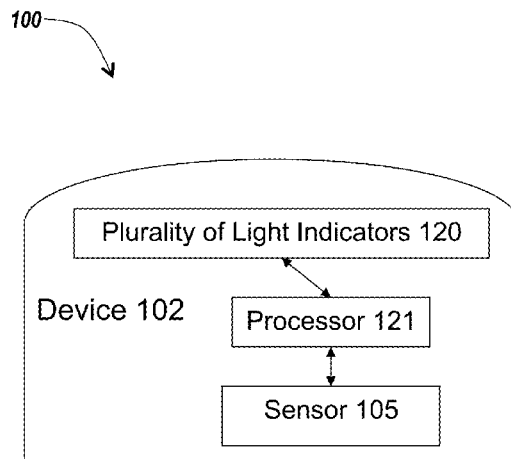 100
Plurality of Light Indicators 120
Device 102
Processor 121
Sensor 105